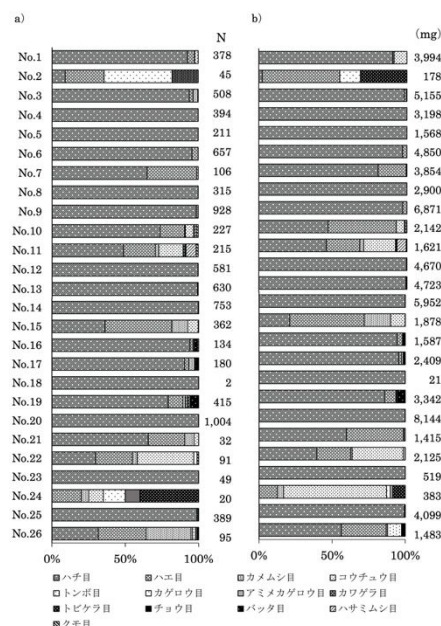 a)
N
b)
(mg)
No.1 378 3,994
No.2 45 178
No.3 508 5,155
No.4 394 3,198
No.5 211 1,568
No.6 657 4,850
No.7 106 3,854
No.8 315 2,900
No.9 928 6,871
No.10 227 2,142
No.11 215 1,621
No.12 581 4,670
No.13 630 4,723
No.14 753 5,952
No.15 362 1,878
No.16 134 1,587
No.17 180 2,409
No.18 2 21
No.19 415 3,342
No.20 1,004 8,144
No.21 32 1,415
No.22 91 2,125
No.23 49 519
No.24 20 383
No.25 389 4,099
No.26 95 1,483
0% 50% 100% 0% 50% 100%
ハチ目 ハエ目 カメムシ目 コウチュウ目
トンボ目 カゲロウ目 アミメカゲロウ目 カワゲラ目
トビケラ目 チョウ目 バッタ目 ハサミムシ目
クモ目